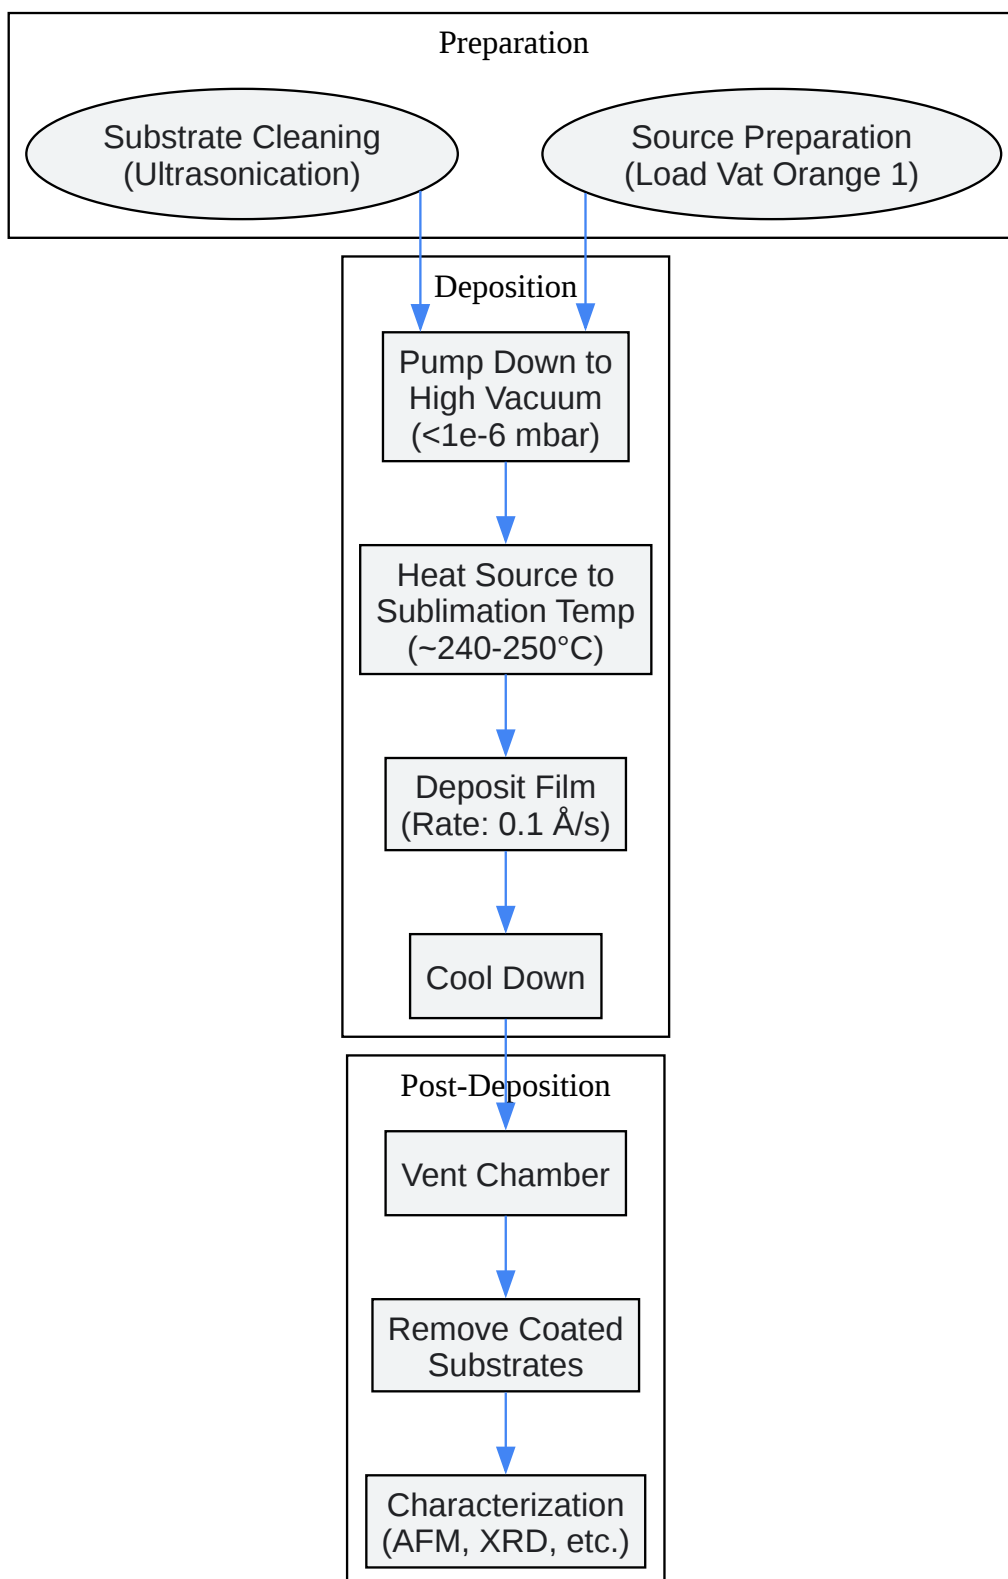 Preparation
Substrate Cleaning
(Ultrasonication)
Source Preparation
(Load Vat Orange 1)
Deposition
Pump Down to
High Vacuum
(<1e-6 mbar)
Heat Source to
Sublimation Temp
(~240-250°C)
Deposit Film
(Rate: 0.1 Å/s)
Cool Down
Post-Deposition
Vent Chamber
Remove Coated
Substrates
Characterization
(AFM, XRD, etc.)